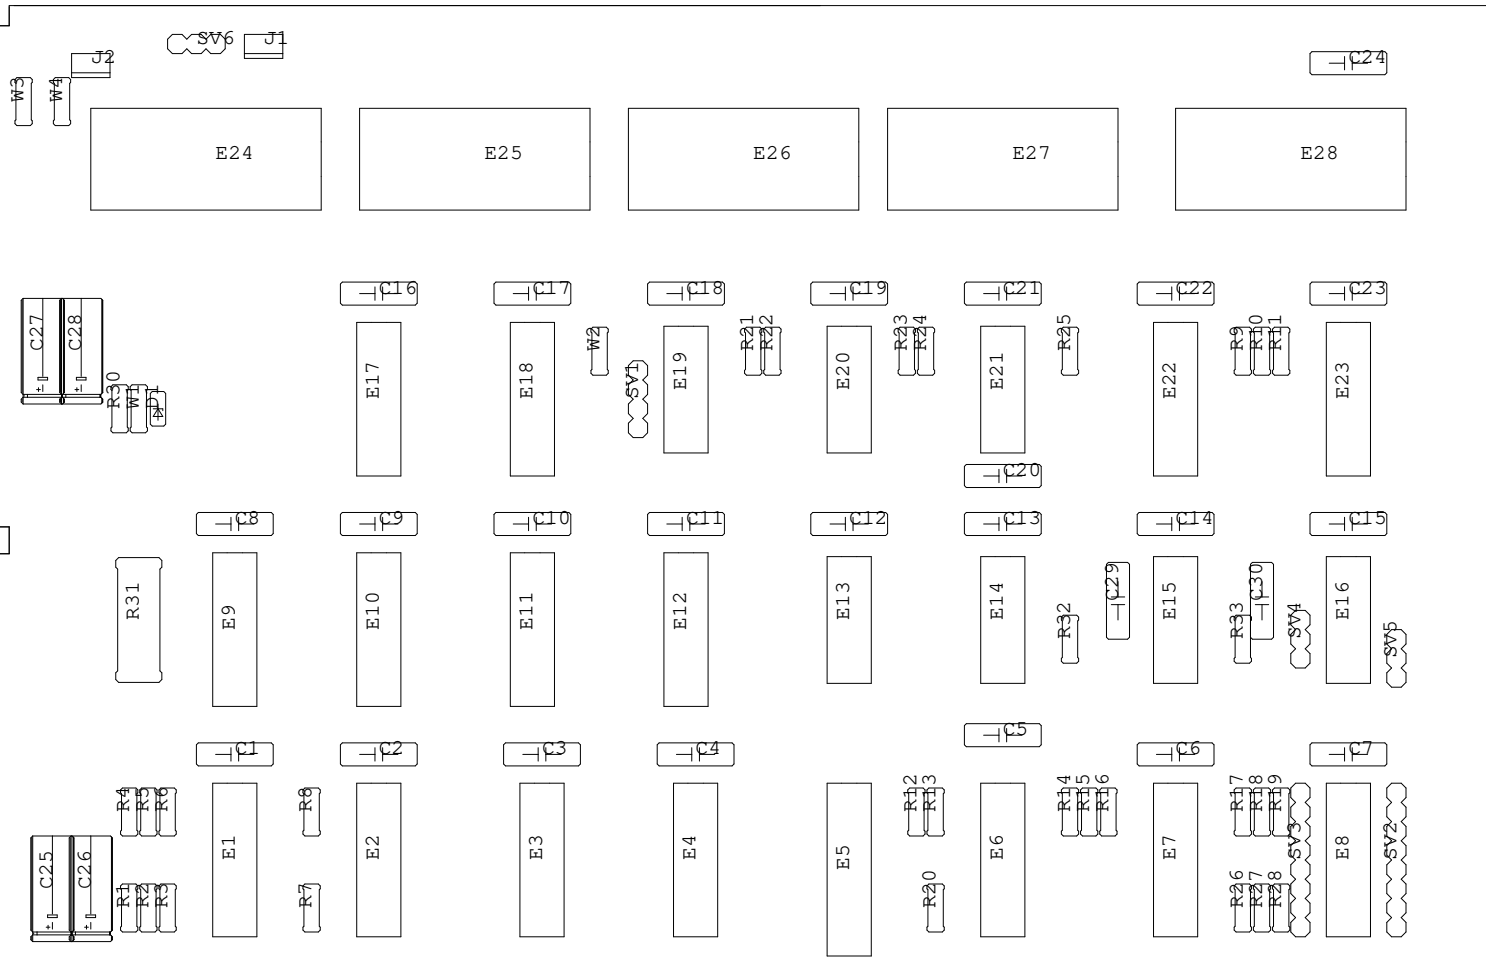 SV6 J1
J2 C24
W3 W4
E24 E25 E26 E27 E28
C16 C17 C18 C19 C21 C22 C23
C27 C28 W2 R21 R22 R23 R24 R25 R9 R10 R11
E17 E18 SV1 E19 E20 E21 E22 E23
R30 W1 D1
C20
C8 C9 C10 C11 C12 C13 C14 C15
R31 E9 E10 E11 E12 E13 E14 R32 C29 E15 R33 C30 SV4 E16 SV5
C1 C2 C3 C4 C5 C6 C7
R4 R5 R6 R8 R12 R13 R14 R15 R16 R17 R18 R19
C25 C26 E1 E2 E3 E4 E5 E6 E7 SV3 E8 SV2
R1 R2 R3 R7 R20 R26 R27 R28